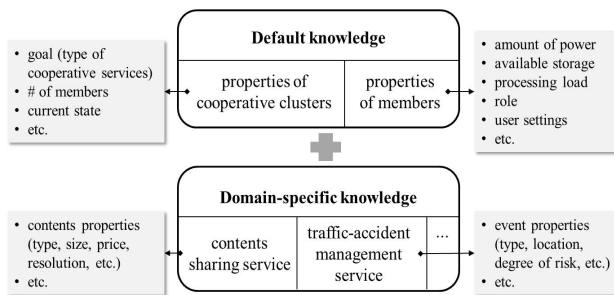 Default knowledge
properties of
cooperative clusters
properties
of members
• goal (type of
cooperative services)
• # of members
• current state
• etc.
• amount of power
• available storage
• processing load
• role
• user settings
• etc.
Domain-specific knowledge
contents
sharing service
traffic-accident
management
service
...
• contents properties
(type, size, price,
resolution, etc.)
• etc.
• event properties
(type, location,
degree of risk, etc.)
• etc.